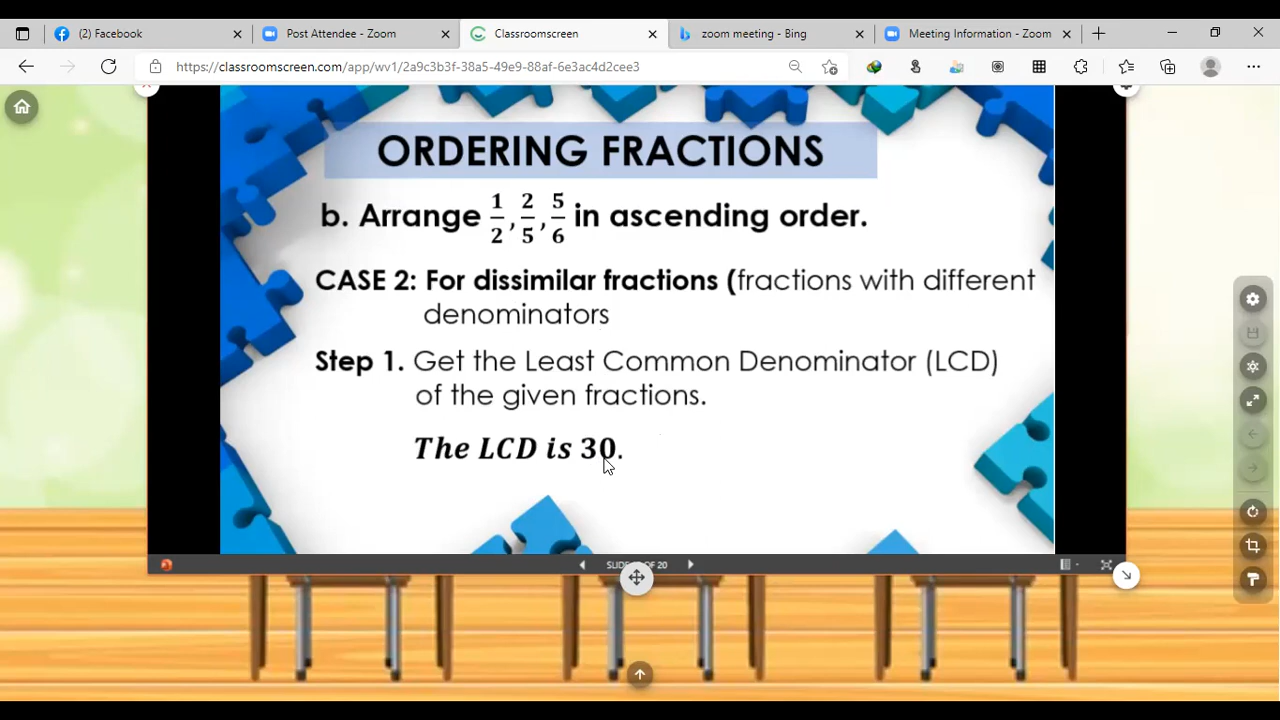 (2) Facebook
Post Attendee - Zoom
Classroomscreen
zoom meeting - Bing
Meeting Information - Zoom
https://classroomscreen.com/app/wv1/2a9c3b3f-38a5-49e9-88af-6e3ac4d2cee3
ORDERING FRACTIONS
b. Arrange 1/2, 2/5, 5/6 in ascending order.
CASE 2: For dissimilar fractions (fractions with different
denominators
Step 1. Get the Least Common Denominator (LCD)
of the given fractions.
The LCD is 30.
OF 20